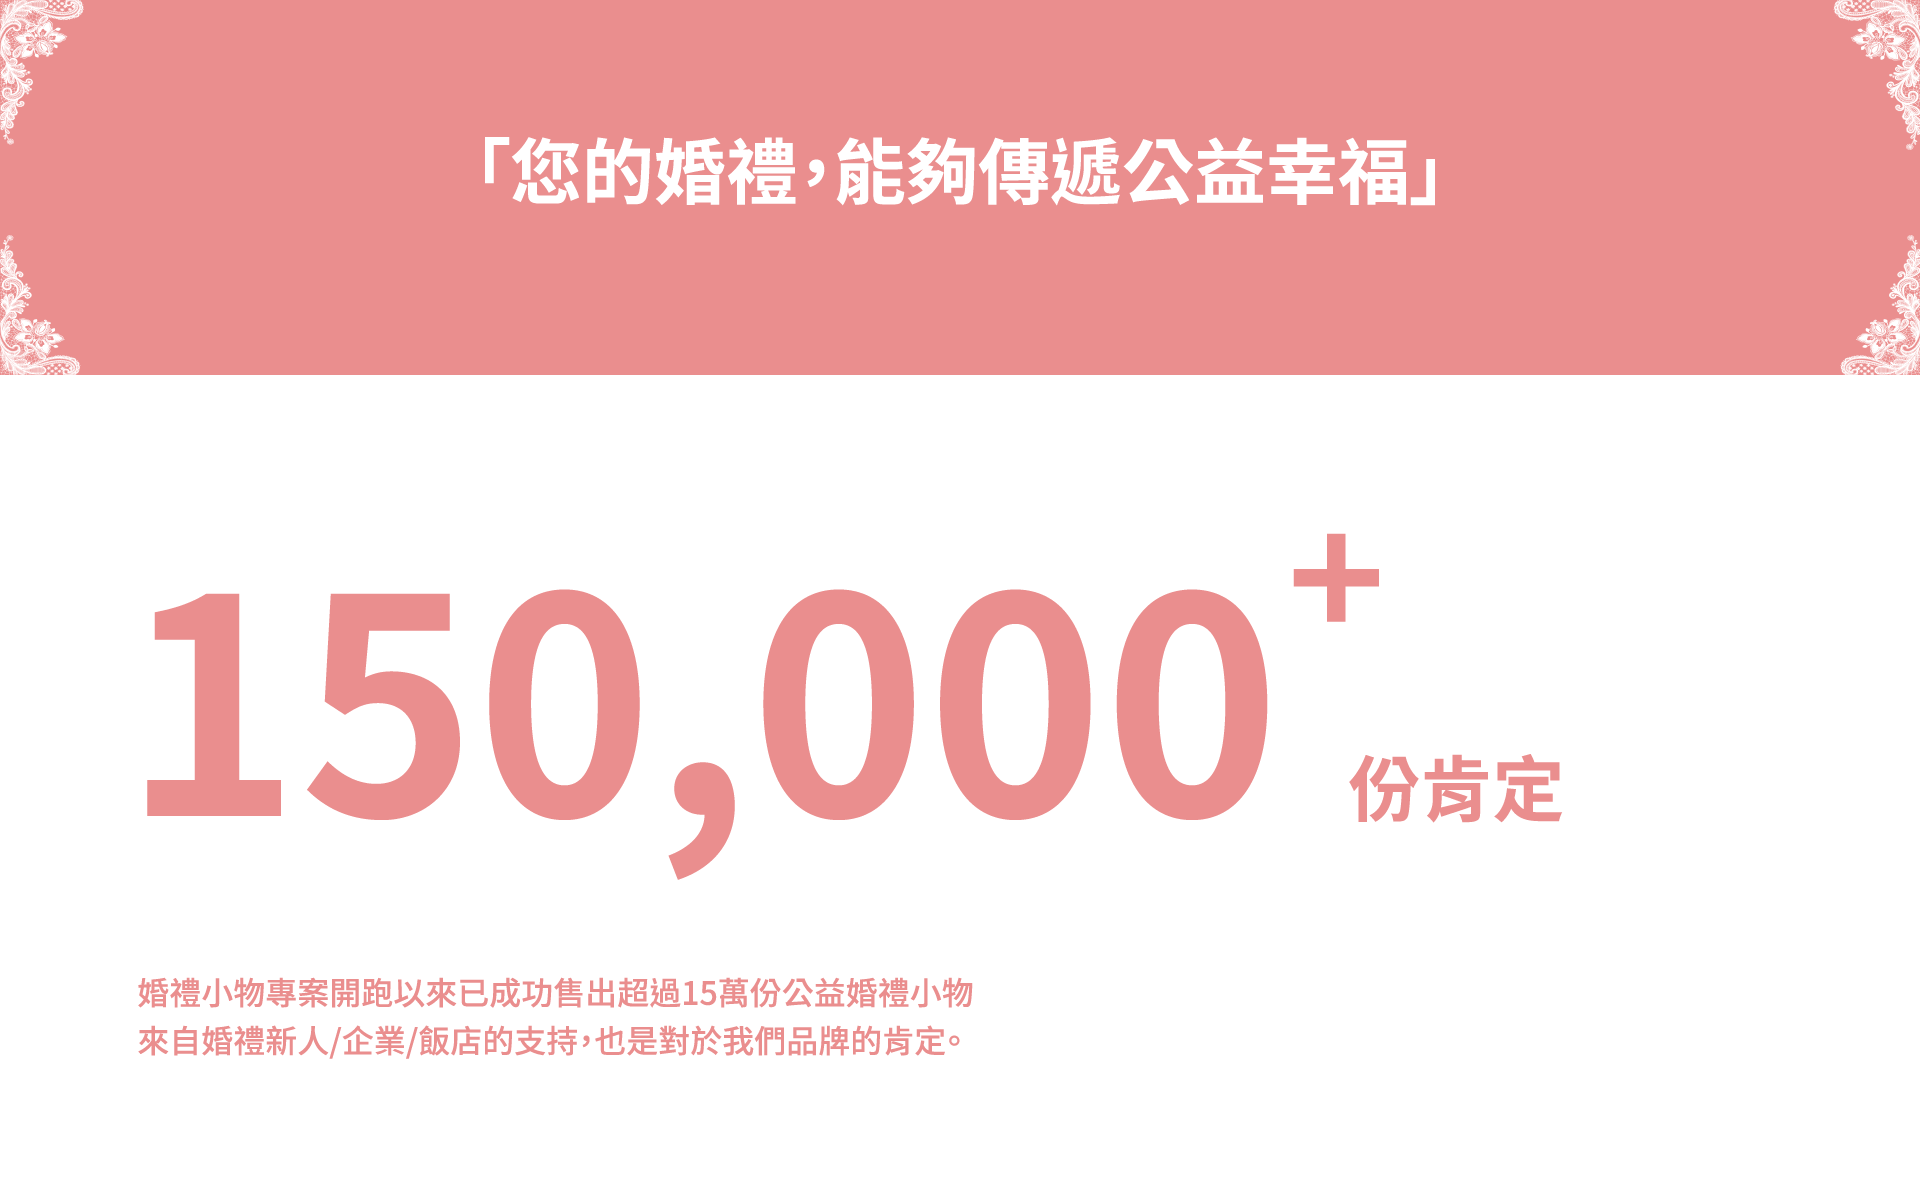 「您的婚禮，能夠傳遞公益幸福」
150,000+
份肯定
婚禮小物專案開跑以來已成功售出超過15萬份公益婚禮小物
來自婚禮新人/企業/飯店的支持，也是對於我們品牌的肯定。